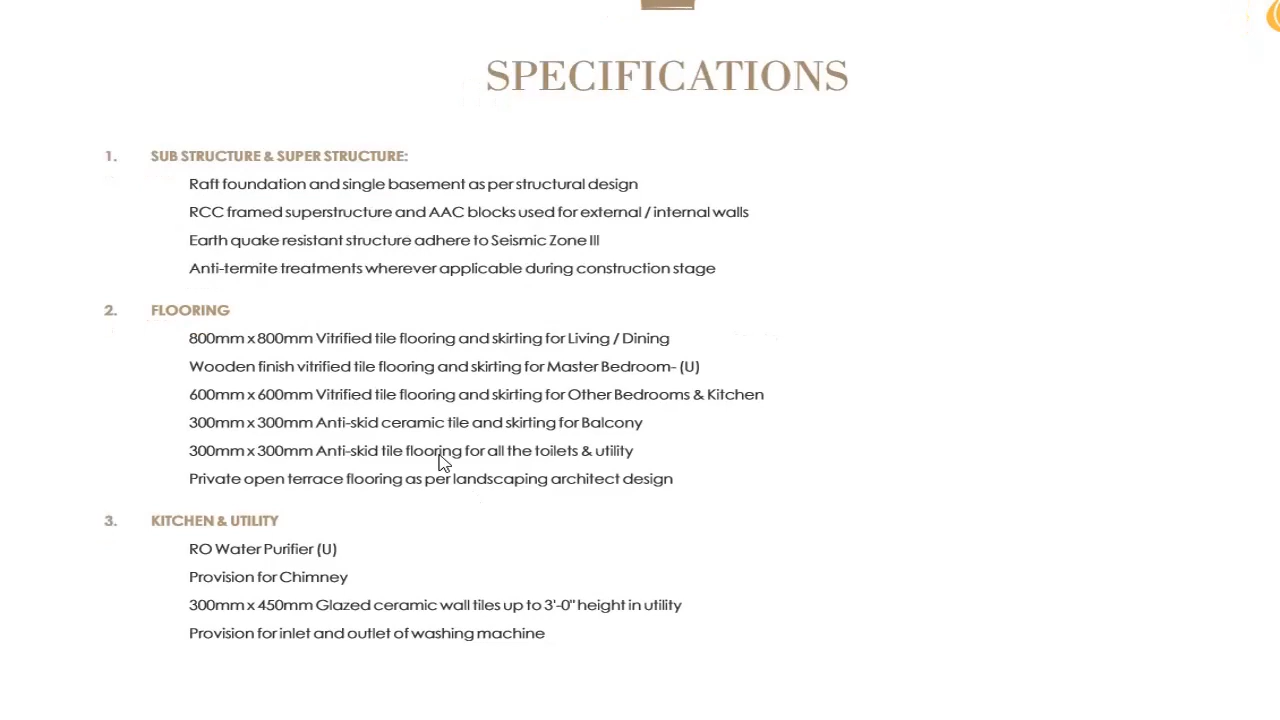 SPECIFICATIONS
1. SUB STRUCTURE & SUPER STRUCTURE:
Raft foundation and single basement as per structural design
RCC framed superstructure and AAC blocks used for external / internal walls
Earth quake resistant structure adhere to Seismic Zone III
Anti-termite treatments wherever applicable during construction stage
2. FLOORING
800mm x 800mm Vitrified tile flooring and skirting for Living / Dining
Wooden finish vitrified tile flooring and skirting for Master Bedroom- (U)
600mm x 600mm Vitrified tile flooring and skirting for Other Bedrooms & Kitchen
300mm x 300mm Anti-skid ceramic tile and skirting for Balcony
300mm x 300mm Anti-skid tile flooring for all the toilets & utility
Private open terrace flooring as per landscaping architect design
3. KITCHEN & UTILITY
RO Water Purifier (U)
Provision for Chimney
300mm x 450mm Glazed ceramic wall tiles up to 3'-0" height in utility
Provision for inlet and outlet of washing machine